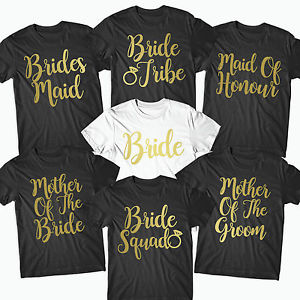 Brides
Maid
Bride
Tribe
Maid Of
Honour
Bride
Mother
Of The
Bride
Bride
Squad
Mother
Of The
Groom